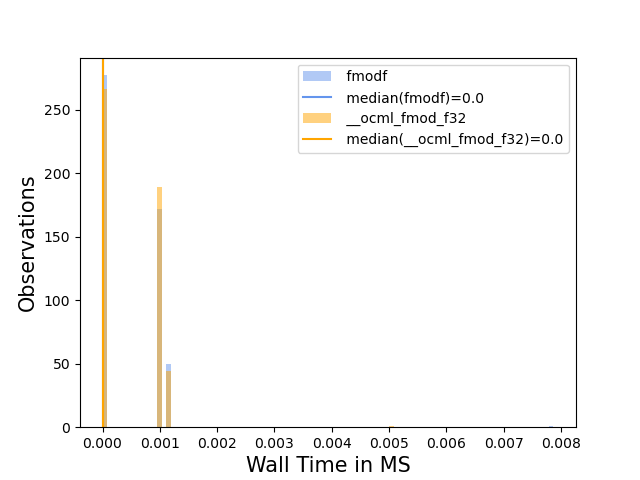 fmodf
median(fmodf)=0.0
__ocml_fmod_f32
median(__ocml_fmod_f32)=0.0
250
200
150
100
50
0
Observations
0.000 0.001 0.002 0.003 0.004 0.005 0.006 0.007 0.008
Wall Time in MS